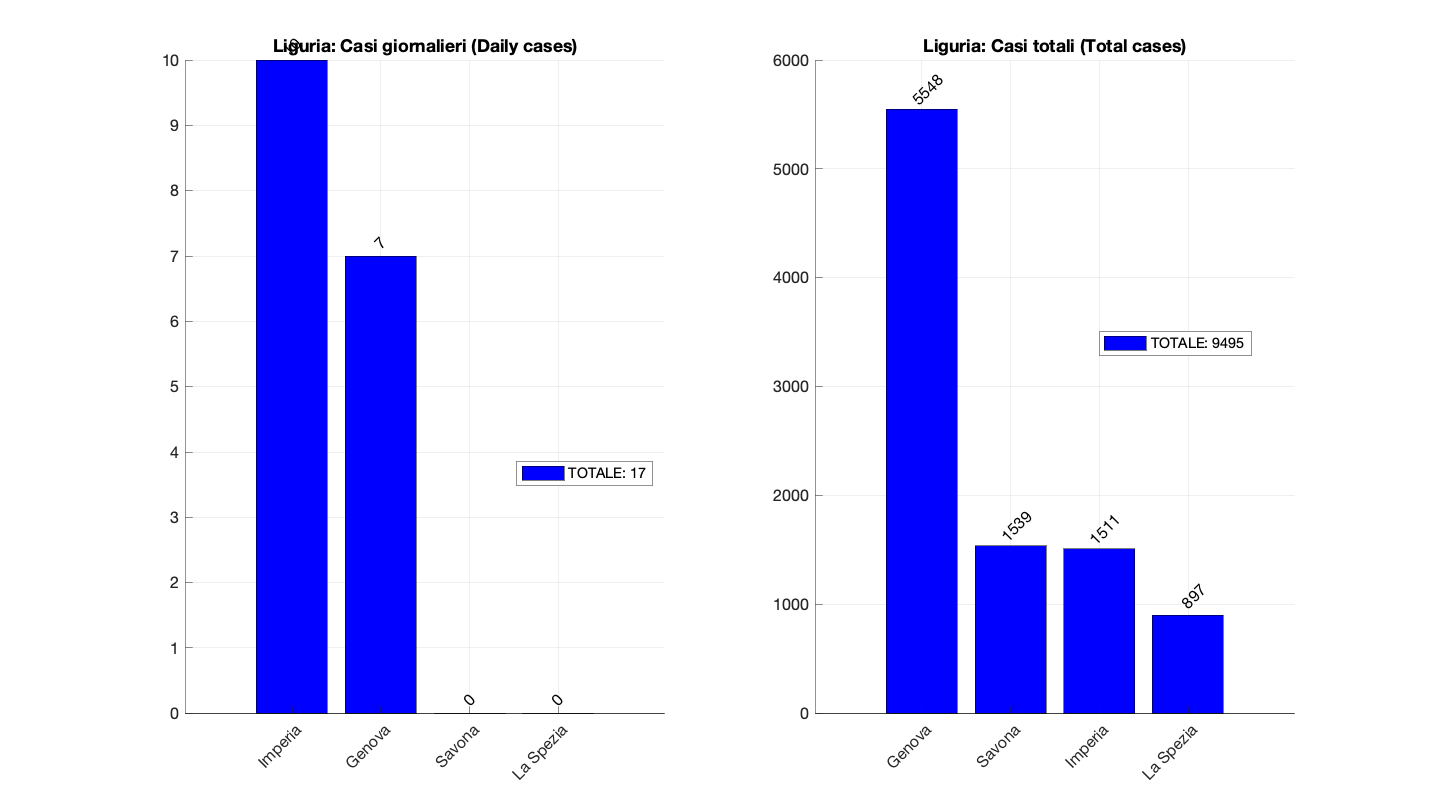 Liguria: Casi giornalieri (Daily cases)
10
9
8
7
6
5
4
3
2
1
0
7
0
0
TOTALE: 17
Imperia
Genova
Savona
La Spezia
Liguria: Casi totali (Total cases)
6000
5000
4000
3000
2000
1000
0
5548
1539
1511
897
TOTALE: 9495
Genova
Savona
Imperia
La Spezia